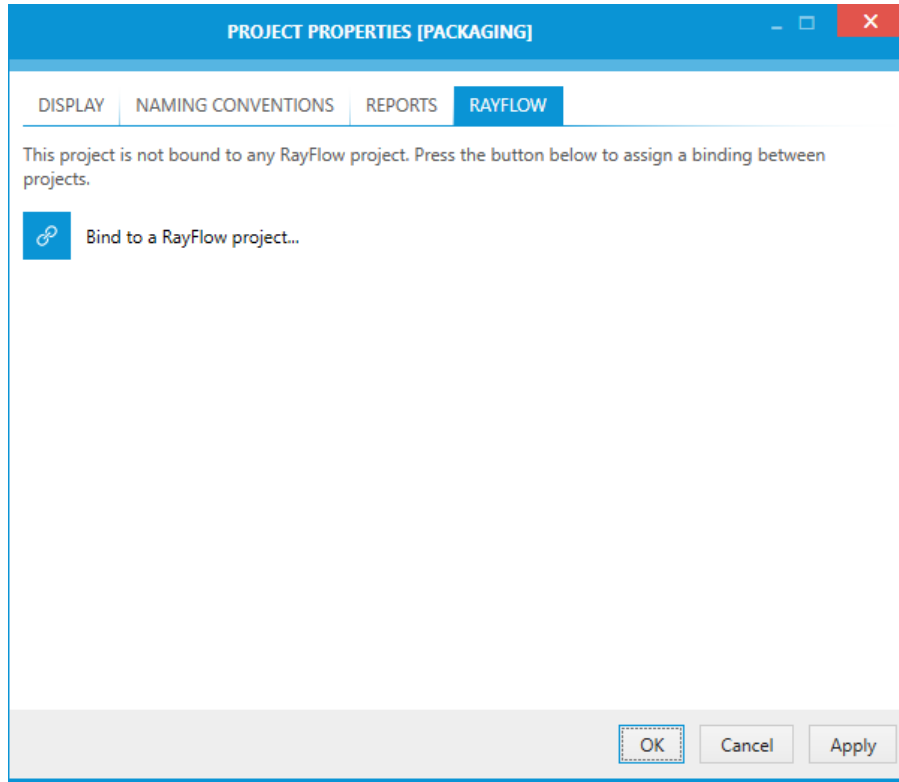 PROJECT PROPERTIES [PACKAGING]
DISPLAY NAMING CONVENTIONS REPORTS RAYFLOW
This project is not bound to any RayFlow project. Press the button below to assign a binding between
projects.
Bind to a RayFlow project...
OK Cancel Apply